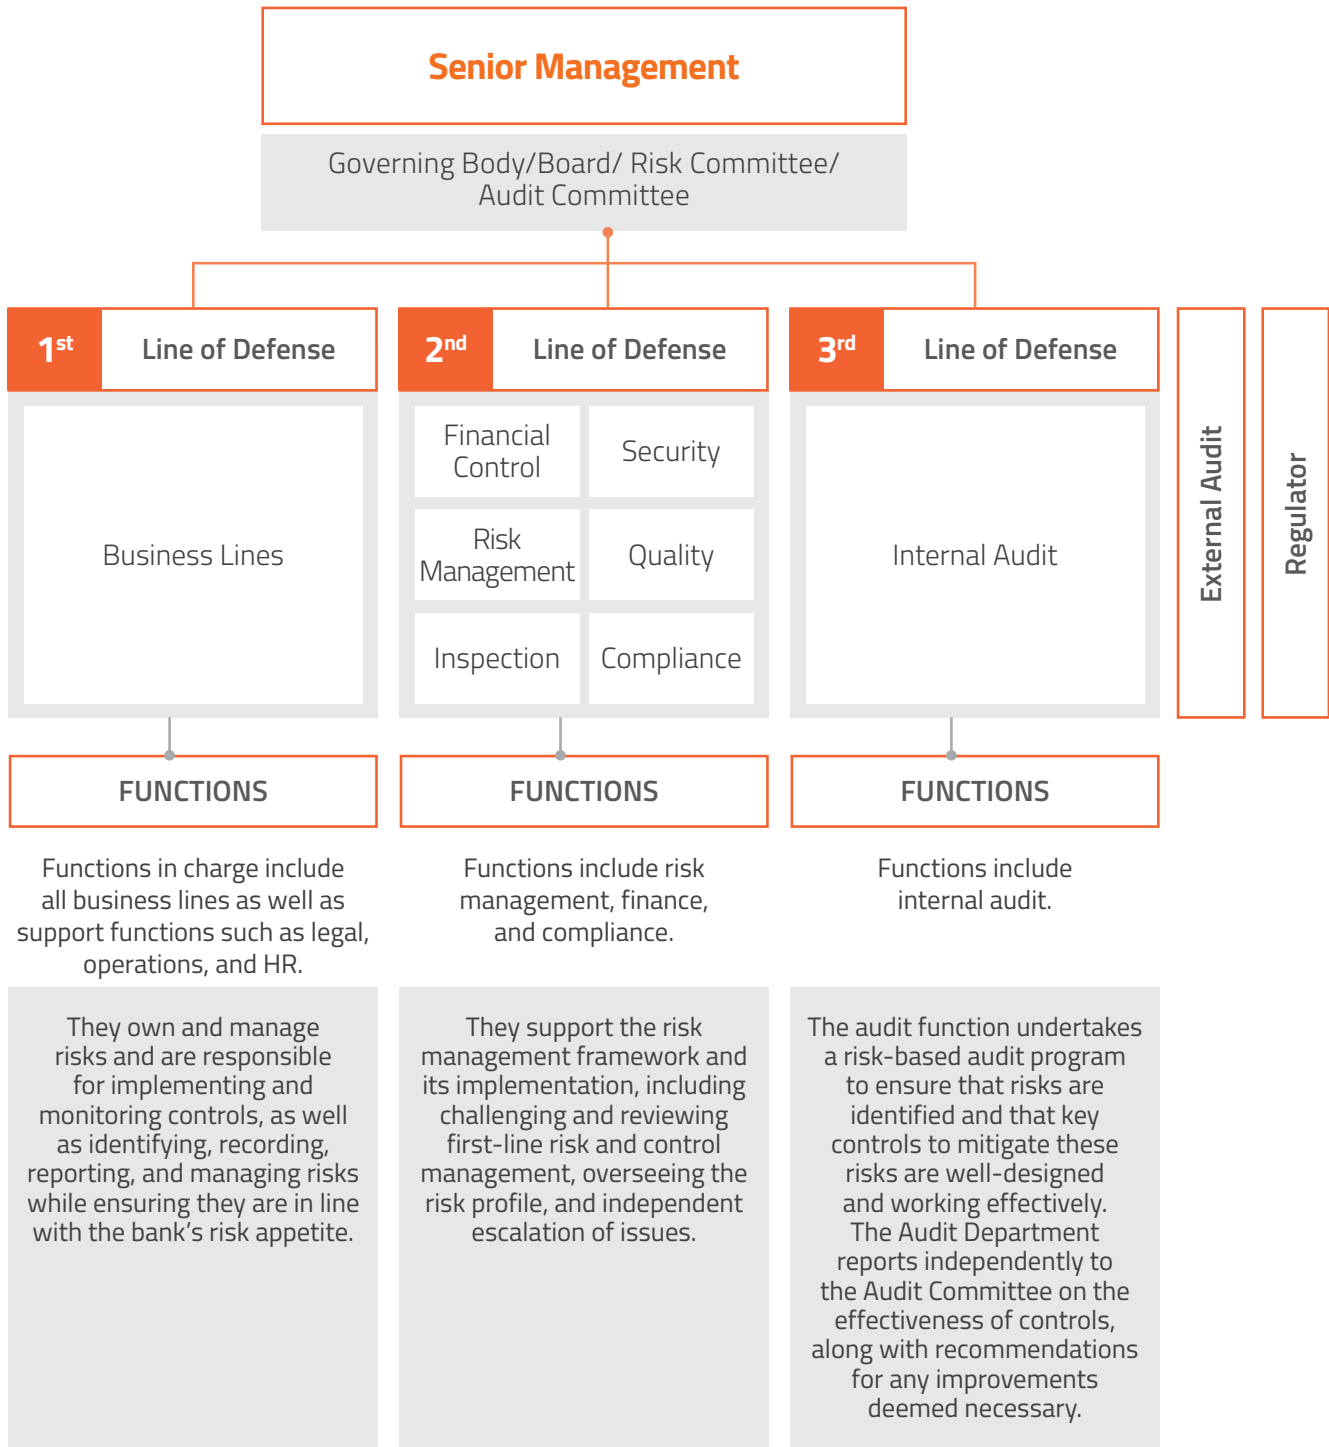 Senior Management
Governing Body/Board/ Risk Committee/
Audit Committee
1st Line of Defense
Business Lines
2nd Line of Defense
Financial
Control
Security
Risk
Management
Quality
Inspection
Compliance
3rd Line of Defense
Internal Audit
External Audit
Regulator
FUNCTIONS
Functions in charge include
all business lines as well as
support functions such as legal,
operations, and HR.
They own and manage
risks and are responsible
for implementing and
monitoring controls, as well
as identifying, recording,
reporting, and managing risks
while ensuring they are in line
with the bank's risk appetite.
FUNCTIONS
Functions include risk
management, finance,
and compliance.
They support the risk
management framework and
its implementation, including
challenging and reviewing
first-line risk and control
management, overseeing the
risk profile, and independent
escalation of issues.
FUNCTIONS
Functions include
internal audit.
The audit function undertakes
a risk-based audit program
to ensure that risks are
identified and that key
controls to mitigate these
risks are well-designed
and working effectively.
The Audit Department
reports independently to
the Audit Committee on the
effectiveness of controls,
along with recommendations
for any improvements
deemed necessary.